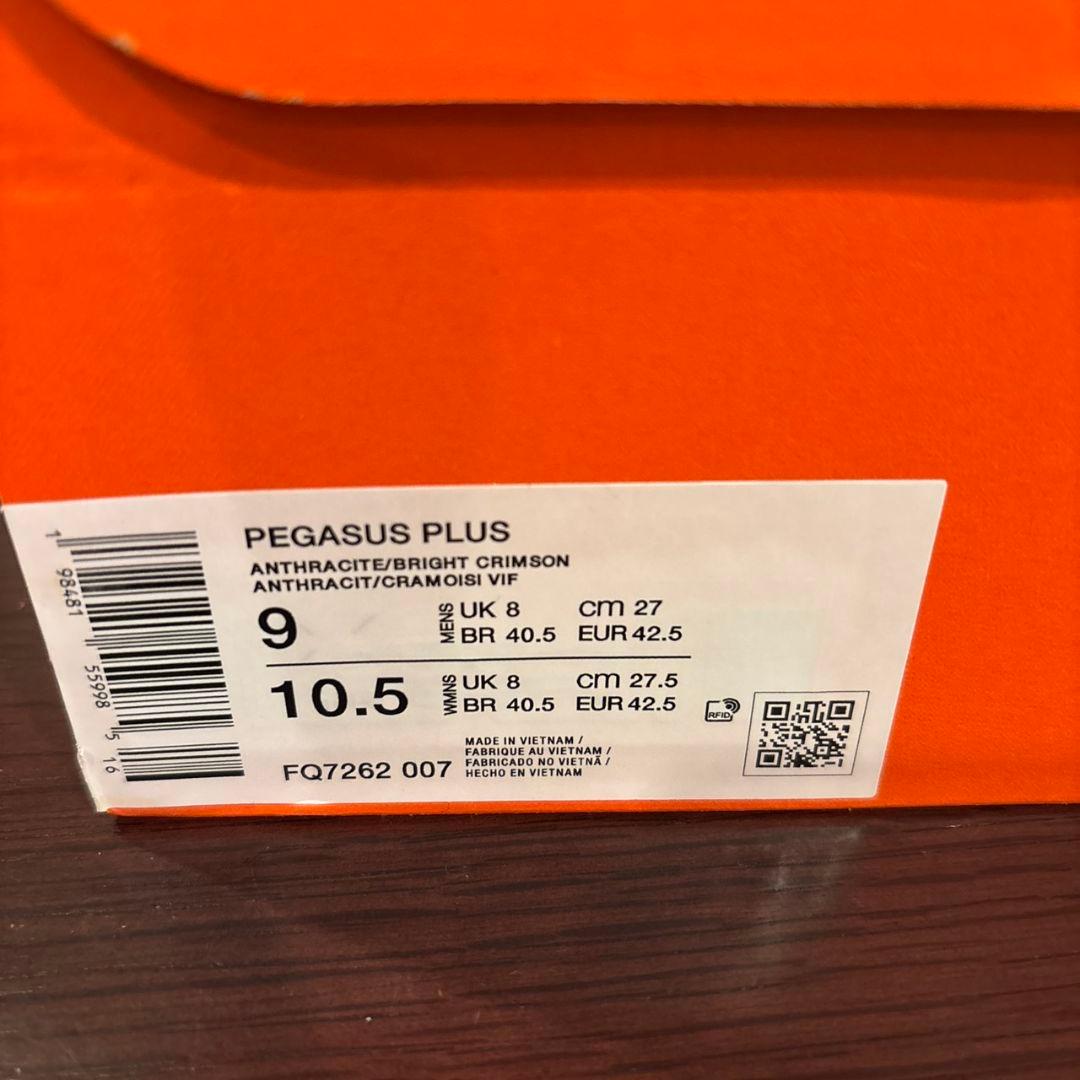 PEGASUS PLUS
ANTHRACITE/BRIGHT CRIMSON
ANTHRACIT/CRAMOISI VIF
9 MENS UK 8 cm 27
BR 40.5 EUR 42.5
10.5 WMNS UK 8 cm 27.5
BR 40.5 EUR 42.5
RFID
FQ7262 007
MADE IN VIETNAM /
FABRIQUE AU VIETNAM /
FABRICADO NO VIETNÃ /
HECHO EN VIETNAM
1 98481 55998 5 16